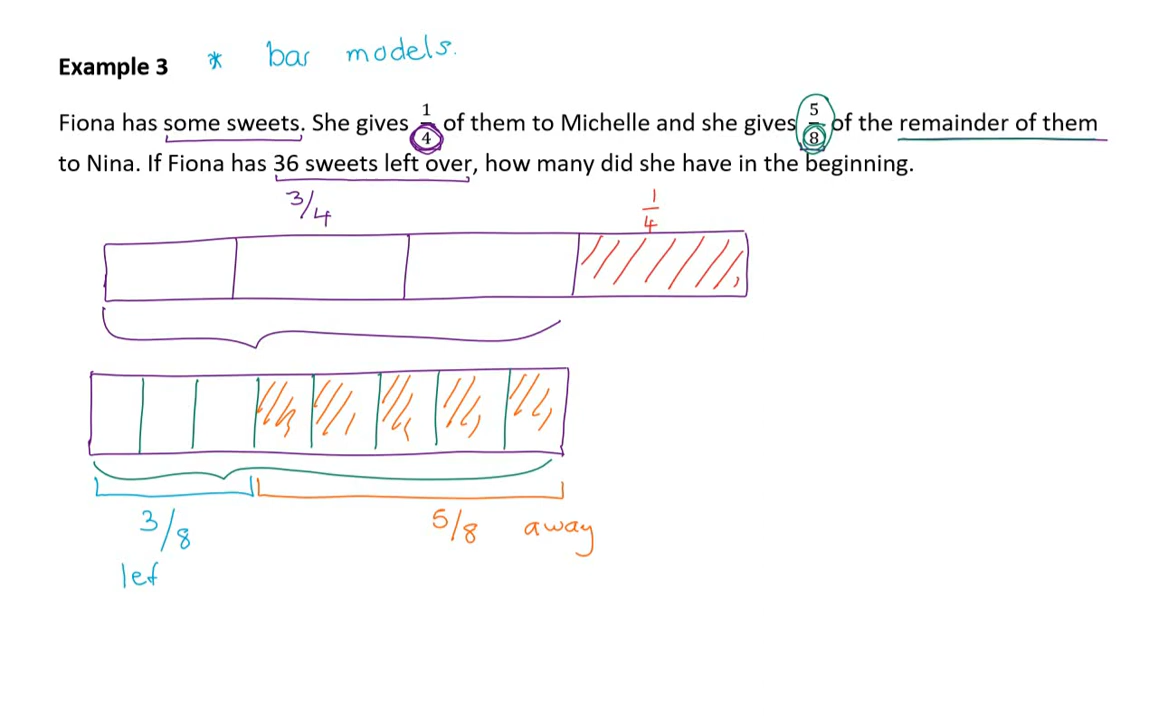 Example 3 * bar models.
Fiona has some sweets. She gives 1/4 of them to Michelle and she gives 5/8 of the remainder of them
to Nina. If Fiona has 36 sweets left over, how many did she have in the beginning.
3/4 1/4
3/8 5/8 away
lef